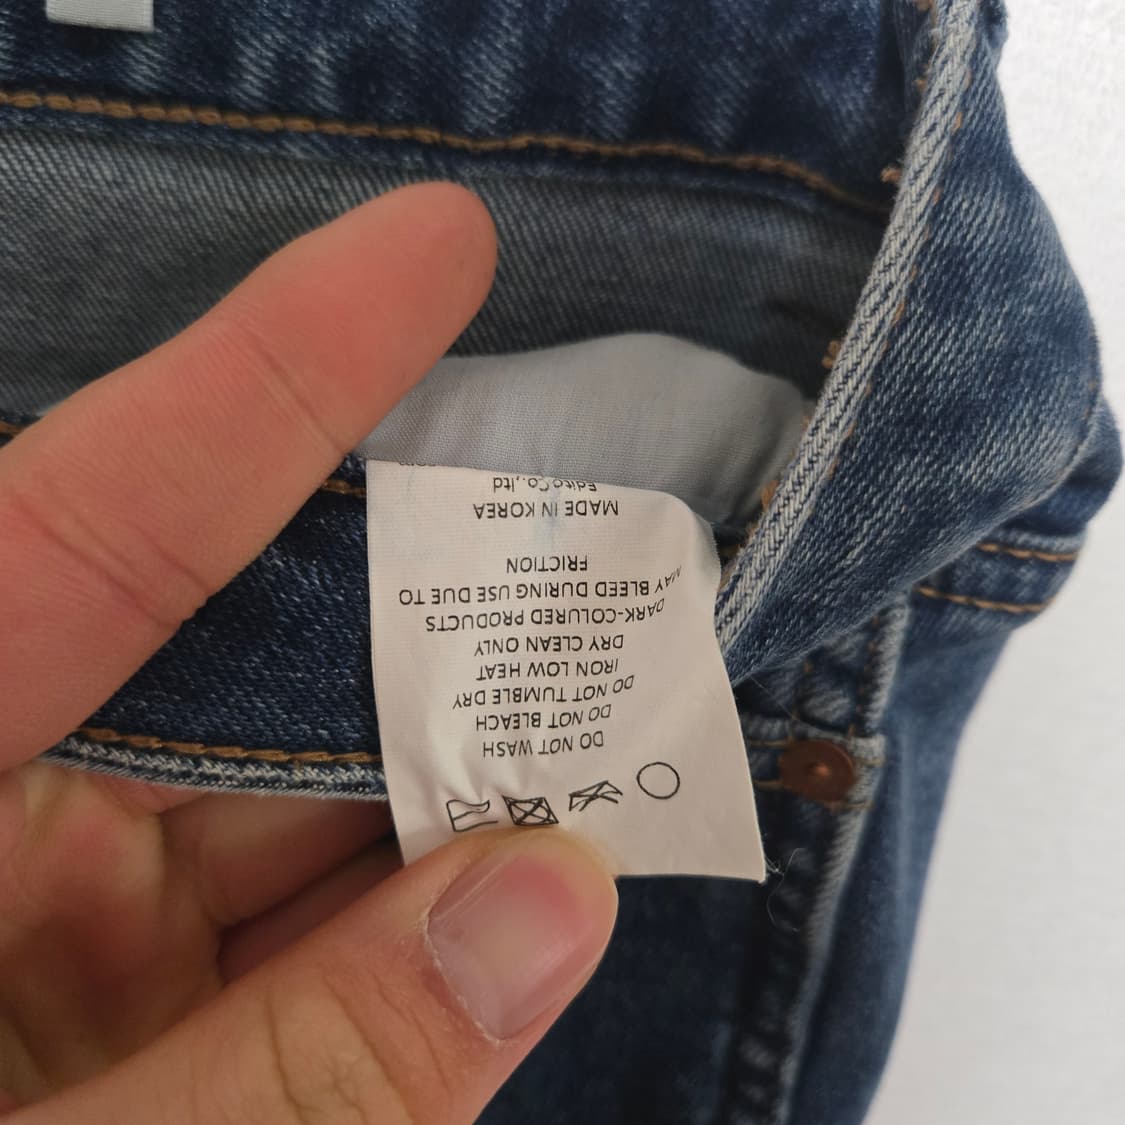 DO NOT WASH
DO NOT BLEACH
DO NOT TUMBLE DRY
IRON LOW HEAT
DRY CLEAN ONLY
DARK-COLURED PRODUCTS
MAY BLEED DURING USE DUE TO
FRICTION
MADE IN KOREA
Edito Co.,ltd